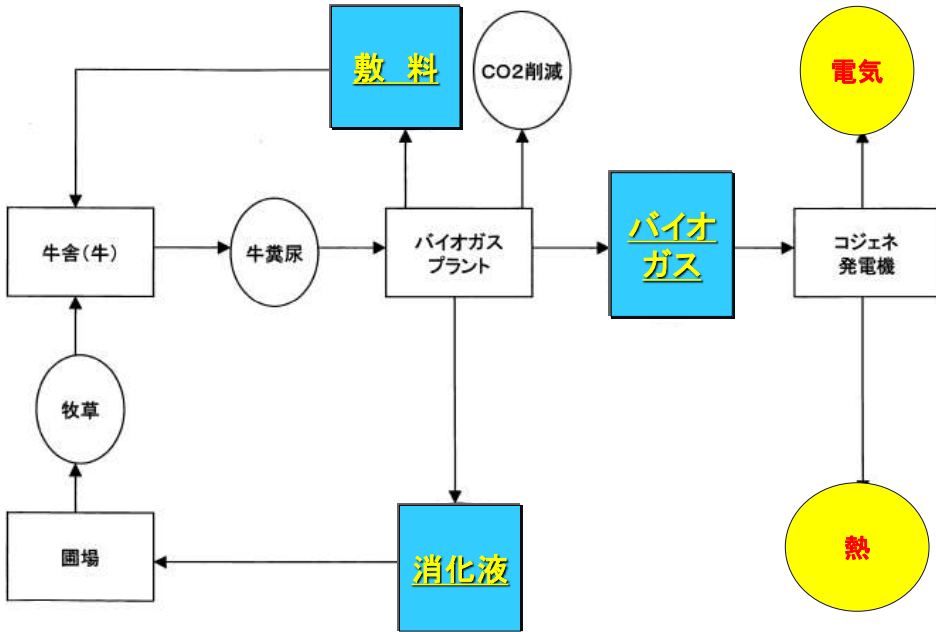 敷 料
CO2削減
電気
牛舎(牛)
牛糞尿
バイオガス
プラント
バイオ
ガス
コジェネ
発電機
牧草
圃場
消化液
熱